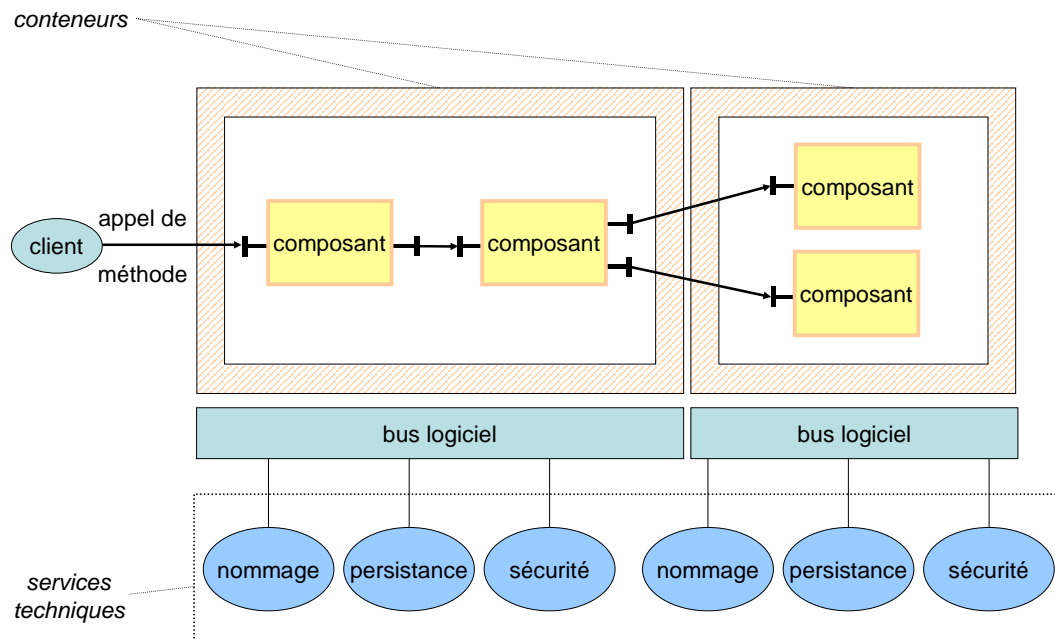 conteneurs
composant
appel de
client
composant
composant
méthode
composant
bus logiciel
bus logiciel
nommage
persistance
sécurité
nommage
persistance
sécurité
services
techniques